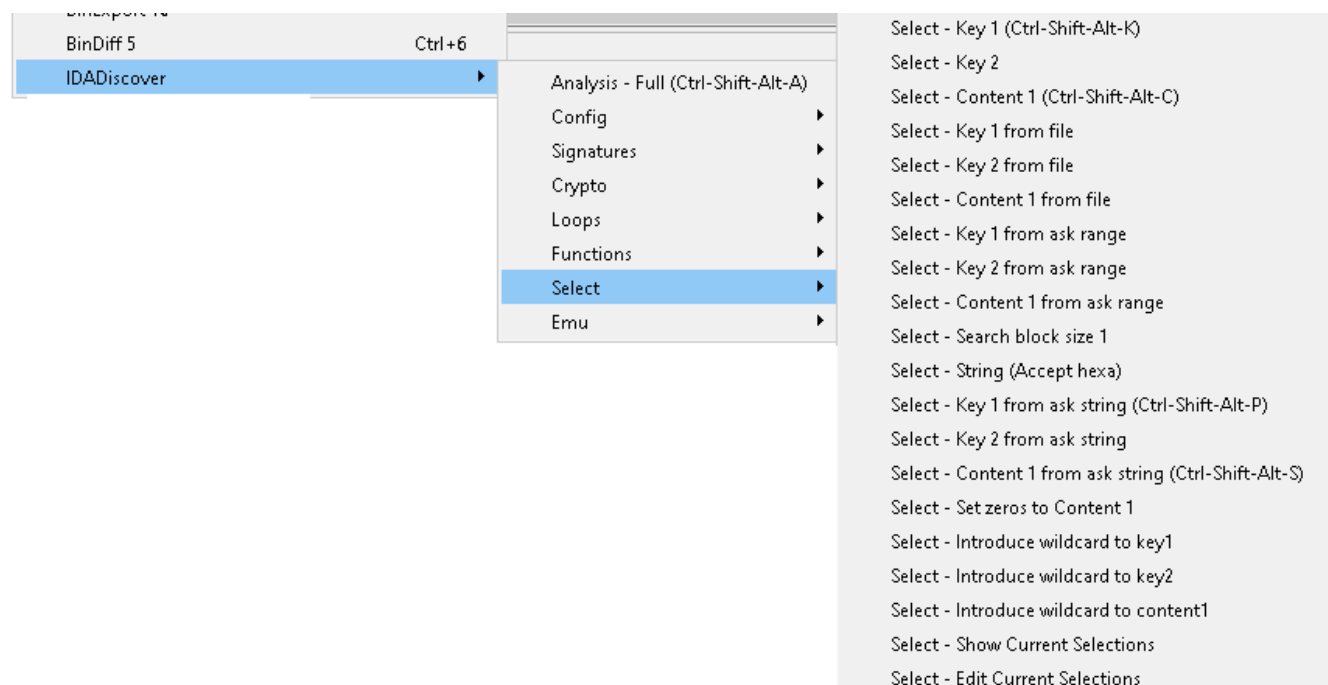 BinDiff 5 Ctrl+6
IDADiscover
Analysis - Full (Ctrl-Shift-Alt-A)
Config
Signatures
Crypto
Loops
Functions
Select
Emu
Select - Key 1 (Ctrl-Shift-Alt-K)
Select - Key 2
Select - Content 1 (Ctrl-Shift-Alt-C)
Select - Key 1 from file
Select - Key 2 from file
Select - Content 1 from file
Select - Key 1 from ask range
Select - Key 2 from ask range
Select - Content 1 from ask range
Select - Search block size 1
Select - String (Accept hexa)
Select - Key 1 from ask string (Ctrl-Shift-Alt-P)
Select - Key 2 from ask string
Select - Content 1 from ask string (Ctrl-Shift-Alt-S)
Select - Set zeros to Content 1
Select - Introduce wildcard to key1
Select - Introduce wildcard to key2
Select - Introduce wildcard to content1
Select - Show Current Selections
Select - Edit Current Selections